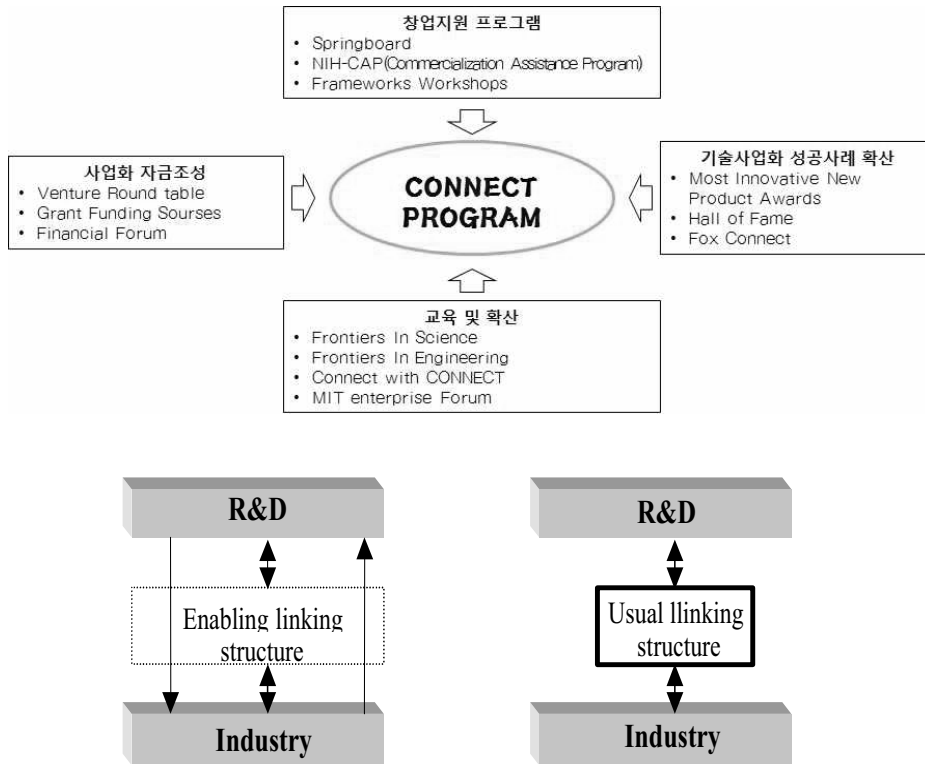 창업지원 프로그램
• Springboard
• NIH-CAP(Commercialization Assistance Program)
• Frameworks Workshops
사업화 자금조성
• Venture Round table
• Grant Funding Sourses
• Financial Forum
CONNECT
PROGRAM
기술사업화 성공사례 확산
• Most Innovative New
Product Awards
• Hall of Fame
• Fox Connect
교육 및 확산
• Frontiers In Science
• Frontiers In Engineering
• Connect with CONNECT
• MIT enterprise Forum
R&D
Enabling linking
structure
Industry
R&D
Usual llinking
structure
Industry